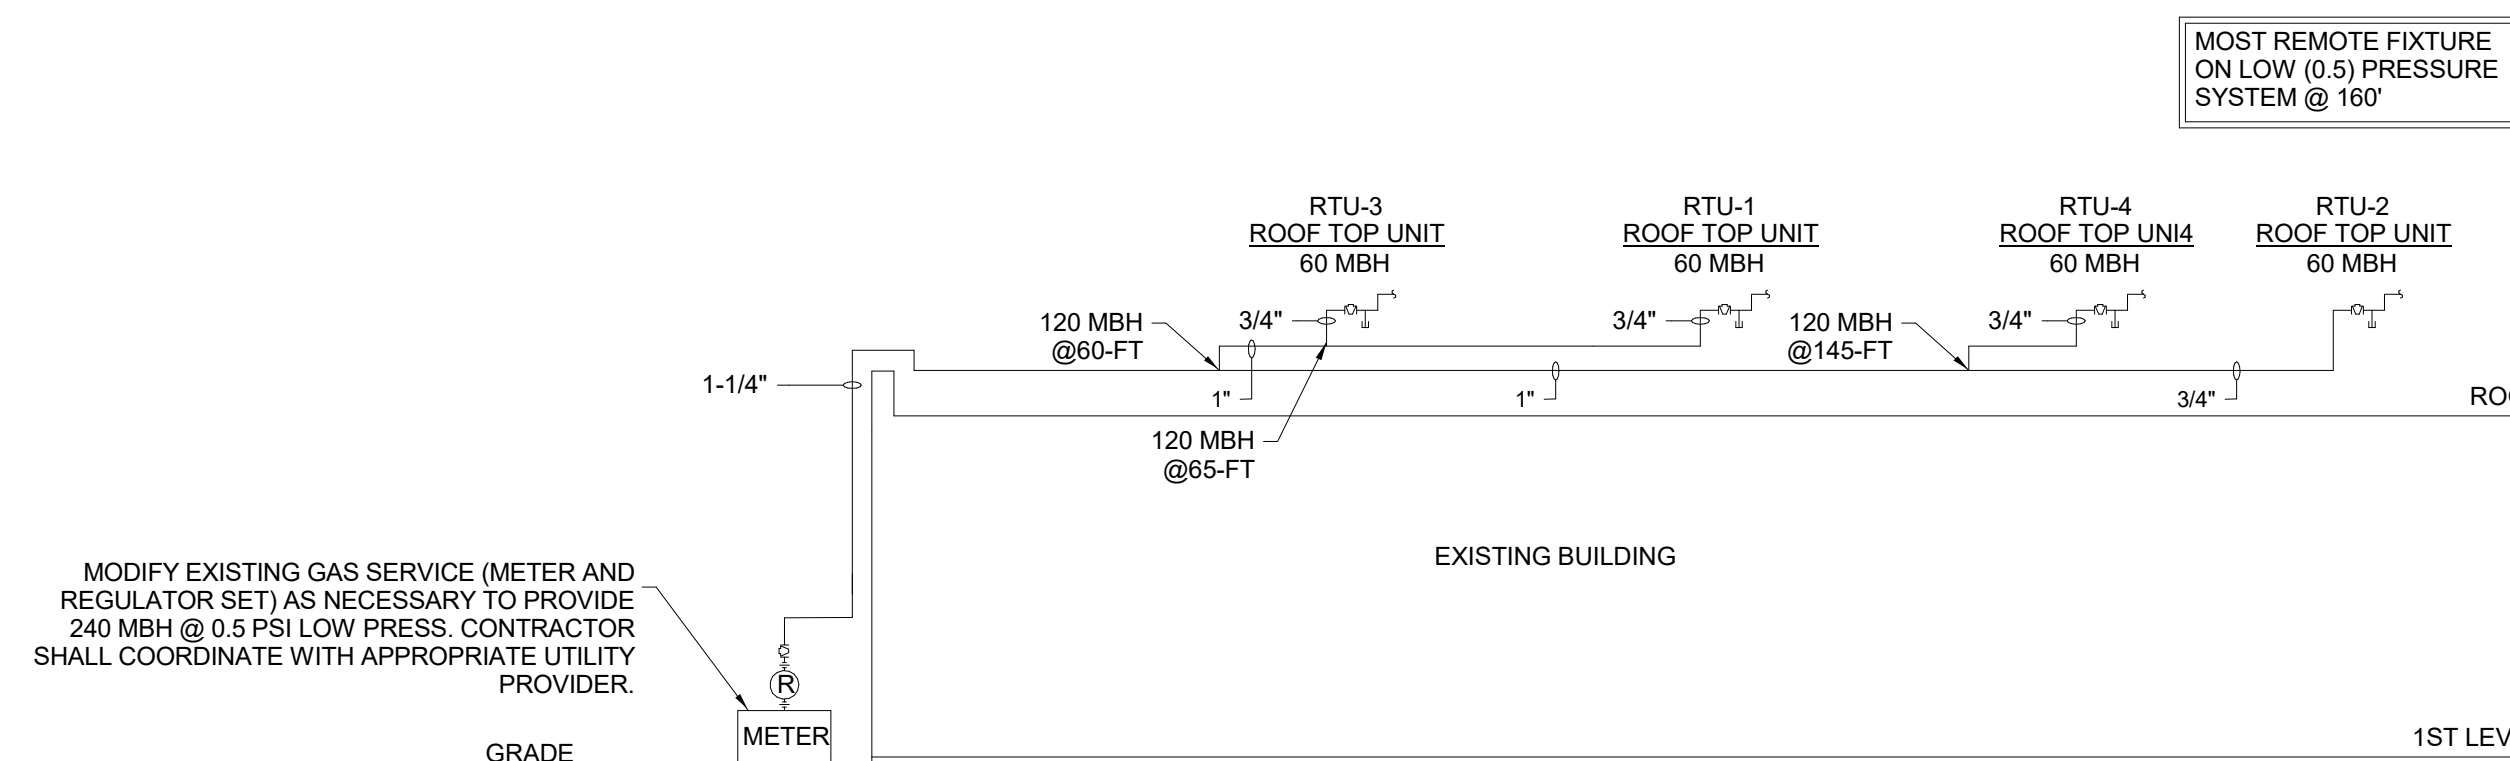 MOST REMOTE FIXTURE
ON LOW (0.5) PRESSURE
SYSTEM @ 160'
RTU-3
ROOF TOP UNIT
60 MBH
RTU-1
ROOF TOP UNIT
60 MBH
RTU-4
ROOF TOP UNI4
60 MBH
RTU-2
ROOF TOP UNIT
60 MBH
120 MBH
@60-FT
3/4"
3/4"
120 MBH
@145-FT
3/4"
1-1/4"
1"
1"
3/4"
ROO
120 MBH
@65-FT
EXISTING BUILDING
MODIFY EXISTING GAS SERVICE (METER AND
REGULATOR SET) AS NECESSARY TO PROVIDE
240 MBH @ 0.5 PSI LOW PRESS. CONTRACTOR
SHALL COORDINATE WITH APPROPRIATE UTILITY
PROVIDER.
R
METER
GRADE
1ST LEV